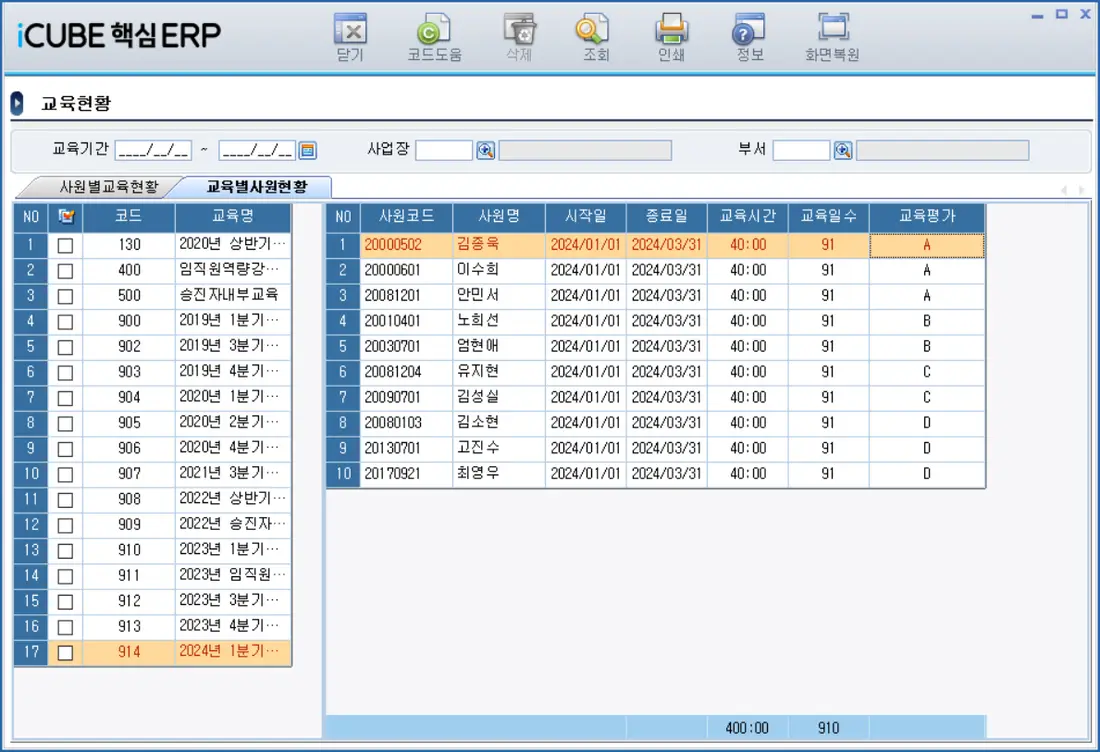 iCUBE 핵심ERP
닫기 코드도움 삭제 조회 인쇄 정보 화면복원
교육현황
교육기간 ____/__/__ ~ ____/__/__ 사업장 부서
사원별교육현황 교육별사원현황
NO 코드 교육명
1 130 2020년 상반기…
2 400 임직원역량강…
3 500 승진자내부교육
4 900 2019년 1분기…
5 902 2019년 3분기…
6 903 2019년 4분기…
7 904 2020년 1분기…
8 905 2020년 2분기…
9 906 2020년 4분기…
10 907 2021년 3분기…
11 908 2022년 상반기…
12 909 2022년 승진자…
13 910 2023년 1분기…
14 911 2023년 임직원…
15 912 2023년 3분기…
16 913 2023년 4분기…
17 914 2024년 1분기…
NO 사원코드 사원명 시작일 종료일 교육시간 교육일수 교육평가
1 20000502 김종욱 2024/01/01 2024/03/31 40:00 91 A
2 20000601 이수희 2024/01/01 2024/03/31 40:00 91 A
3 20081201 안민서 2024/01/01 2024/03/31 40:00 91 A
4 20010401 노희선 2024/01/01 2024/03/31 40:00 91 B
5 20030701 엄현애 2024/01/01 2024/03/31 40:00 91 B
6 20081204 유지현 2024/01/01 2024/03/31 40:00 91 C
7 20090701 김성실 2024/01/01 2024/03/31 40:00 91 C
8 20080103 김소현 2024/01/01 2024/03/31 40:00 91 D
9 20130701 고진수 2024/01/01 2024/03/31 40:00 91 D
10 20170921 최영우 2024/01/01 2024/03/31 40:00 91 D
400:00 910